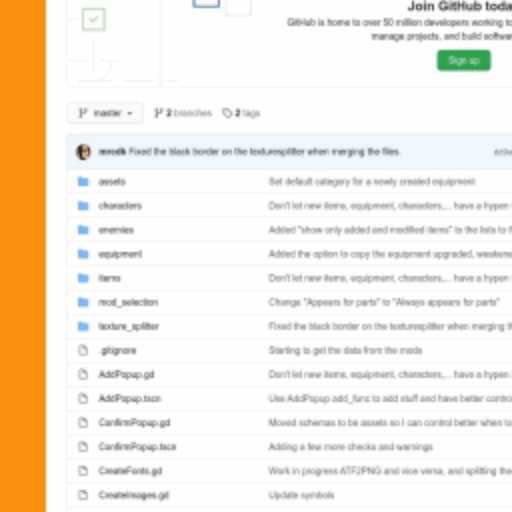 Join GitHub toda
GitHub is home to over 50 million developers working to
manage projects, and build softwar
Sign up
master 2 branches 2 tags
Fixed the black border on the texturesplitter when merging the files.
assets Set default category for a newly created equipment
characters Don't let new items, equipment, characters,... have a hypen
enemies Added "show only added and modified items" to the lists to f
equipment Added the option to copy the equipment upgraded, weakene
items Don't let new items, equipment, characters,... have a hypen
mod_selection Change "Appears for parts" to "Always appears for parts"
texture_splitter Fixed the black border on the texturesplitter when merging th
.gitignore Starting to get the data from the mods
AddPopup.gd Don't let new items, equipment, characters,... have a hypen
AddPopup.tscn Use AddPopup add_func to add stuff and have better contro
ConfirmPopup.gd Moved schemas to be assets so I can control better when to
ConfirmPopup.tscn Adding a few more checks and warnings
CreateFonts.gd Work in progress ATF2PNG and vice versa, and splitting the
CreateImages.gd Update symbols